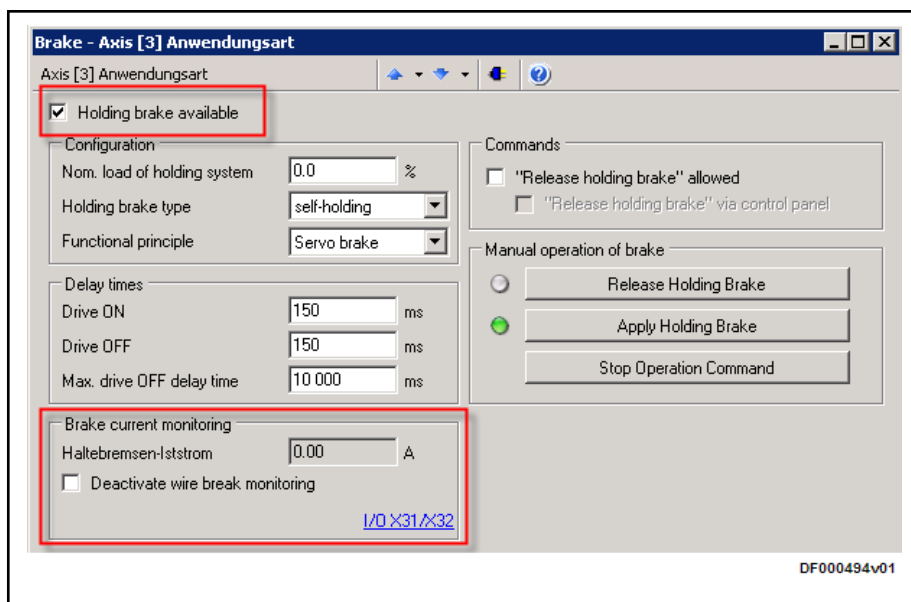 Brake - Axis [3] Anwendungsart
Axis [3] Anwendungsart
Holding brake available
Configuration
Nom. load of holding system 0.0 %
Holding brake type self-holding
Functional principle Servo brake
Delay times
Drive ON 150 ms
Drive OFF 150 ms
Max. drive OFF delay time 10 000 ms
Brake current monitoring
Haltebremsen-Iststrom 0.00 A
Deactivate wire break monitoring
I/O X31/X32
Commands
"Release holding brake" allowed
"Release holding brake" via control panel
Manual operation of brake
Release Holding Brake
Apply Holding Brake
Stop Operation Command
DF000494v01